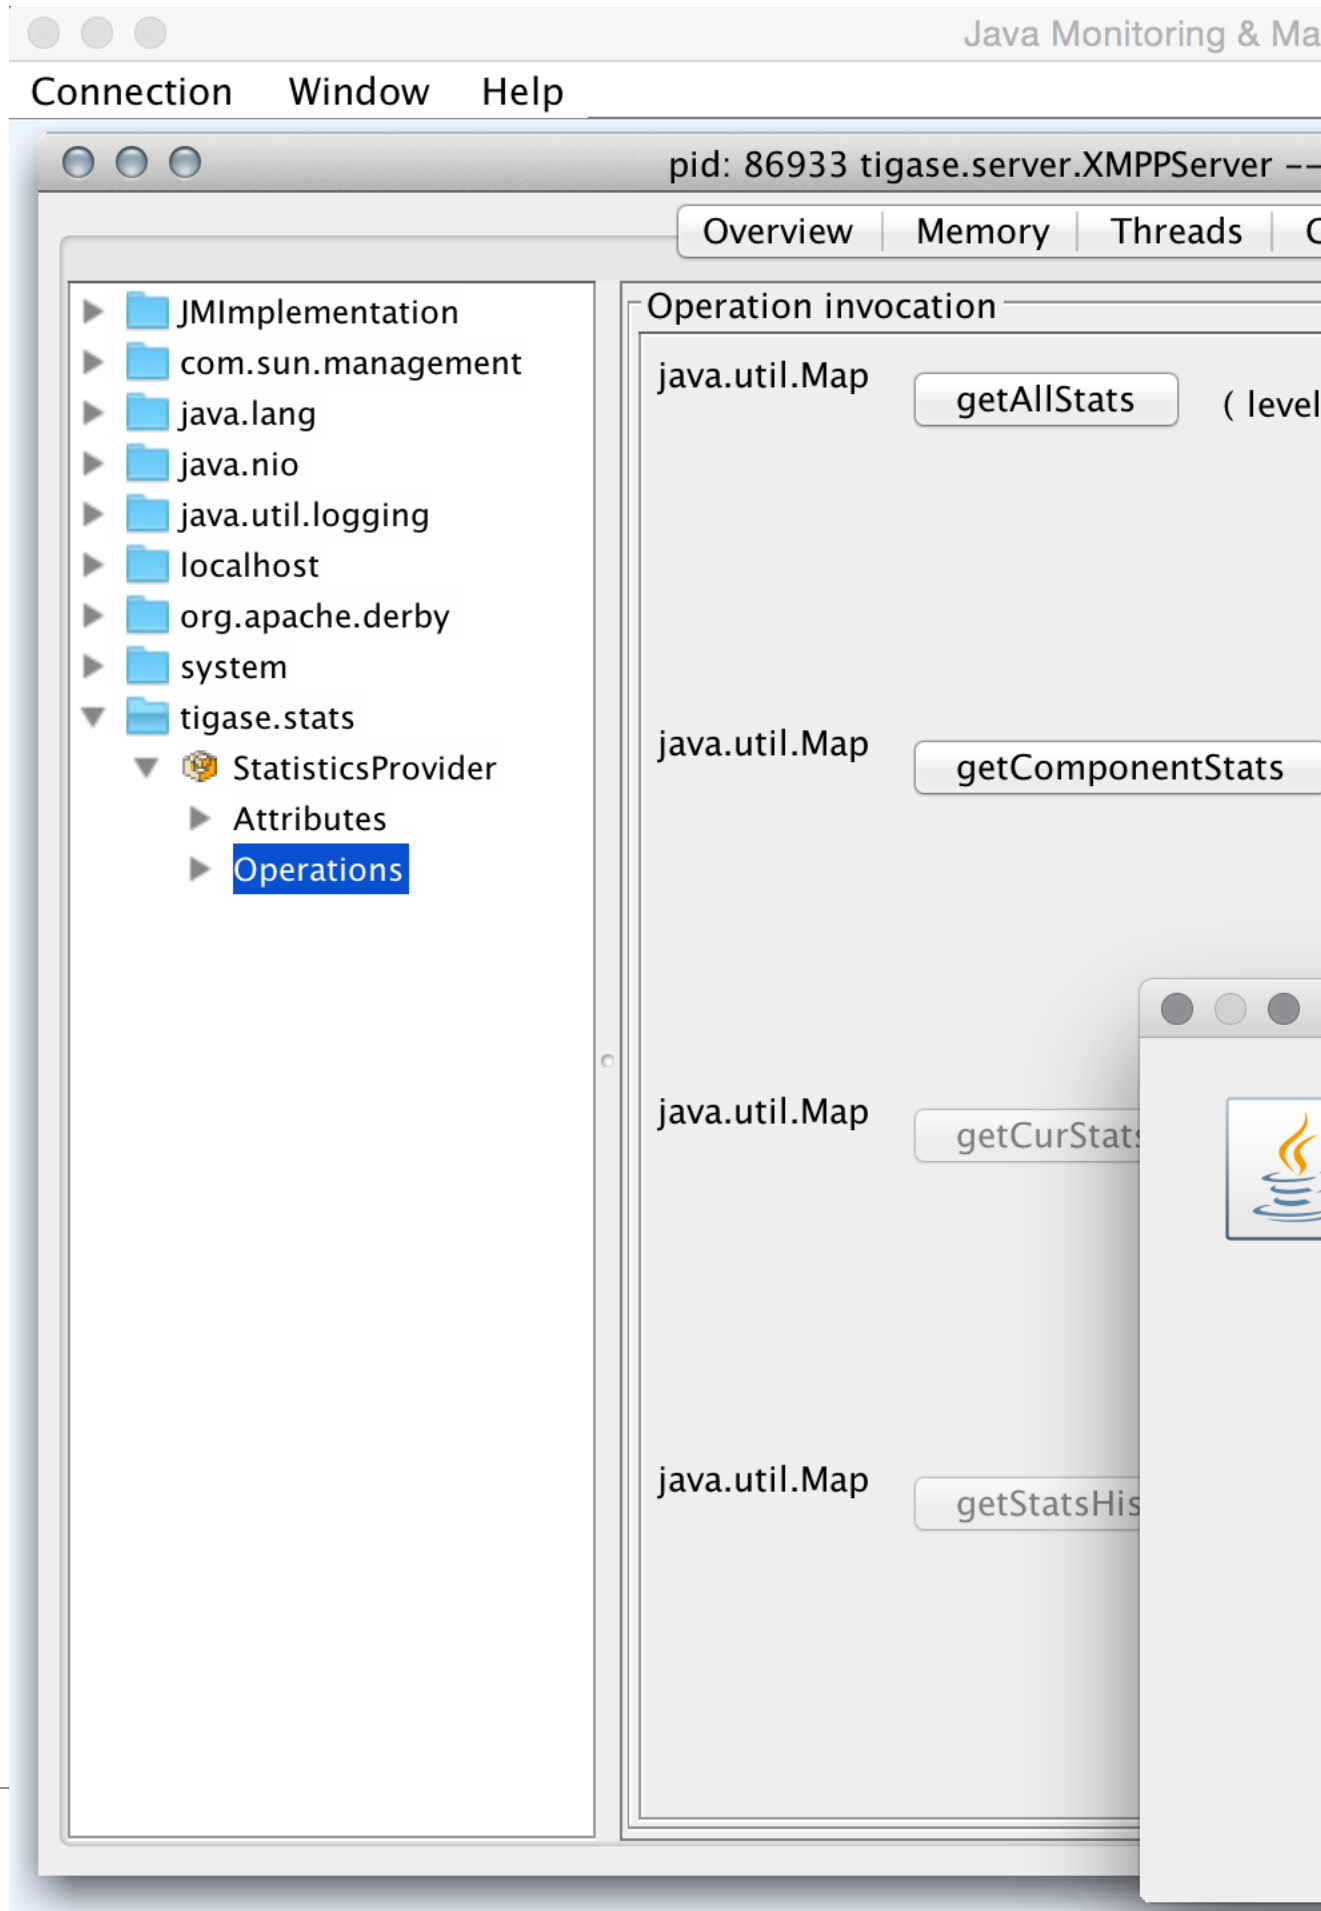 Java Monitoring & Ma
Connection Window Help
pid: 86933 tigase.server.XMPPServer --
Overview Memory Threads
JMImplementation
com.sun.management
java.lang
java.nio
java.util.logging
localhost
org.apache.derby
system
tigase.stats
StatisticsProvider
Attributes
Operations
Operation invocation
java.util.Map getAllStats ( level
java.util.Map getComponentStats
java.util.Map getCurStats
java.util.Map getStatsHis